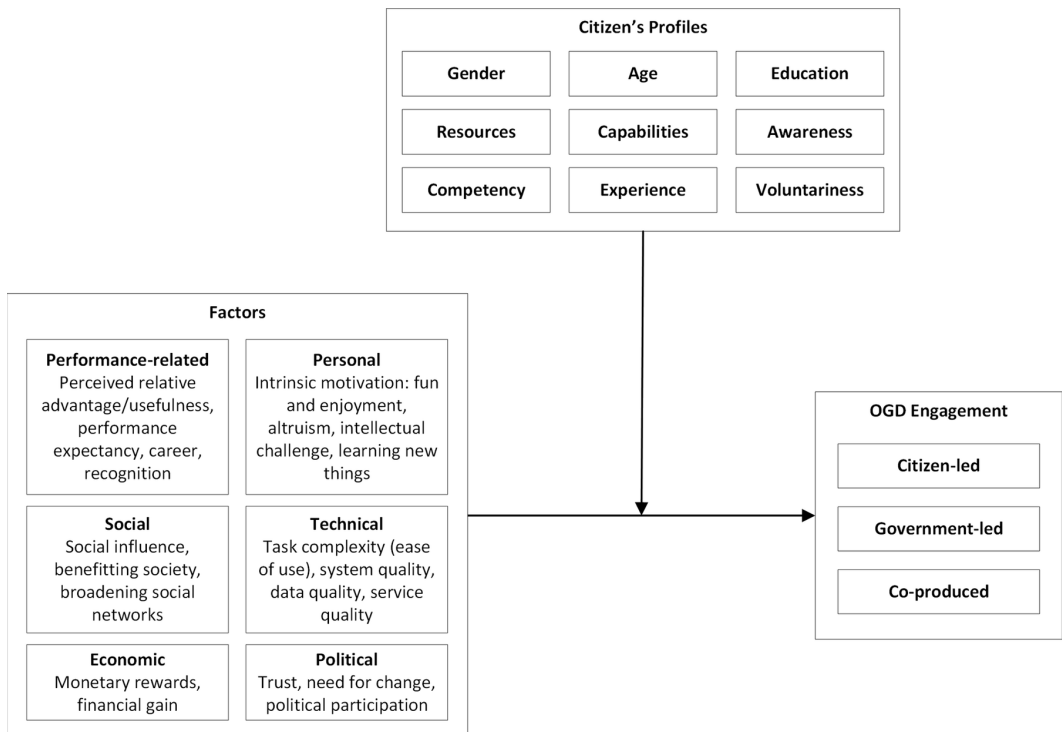 Citizen's Profiles
Gender
Age
Education
Resources
Capabilities
Awareness
Competency
Experience
Voluntariness
Factors
Performance-related
Perceived relative
advantage/usefulness,
performance
expectancy, career,
recognition
Personal
Intrinsic motivation: fun
and enjoyment,
altruism, intellectual
challenge, learning new
things
Social
Social influence,
benefitting society,
broadening social
networks
Technical
Task complexity (ease
of use), system quality,
data quality, service
quality
Economic
Monetary rewards,
financial gain
Political
Trust, need for change,
political participation
OGD Engagement
Citizen-led
Government-led
Co-produced